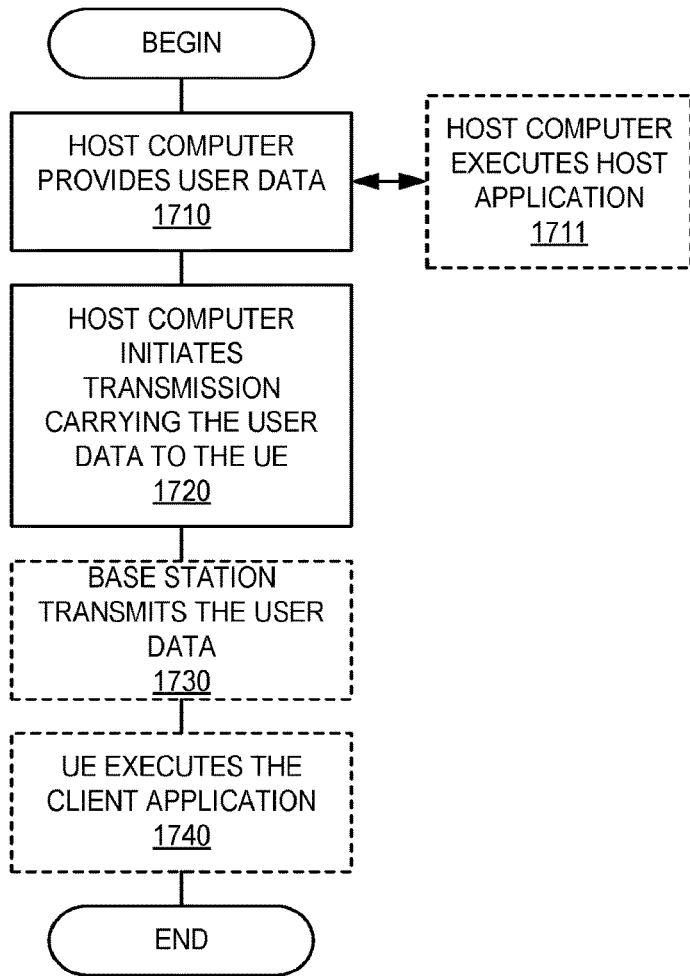 BEGIN
HOST COMPUTER
PROVIDES USER DATA
1710
HOST COMPUTER
EXECUTES HOST
APPLICATION
1711
HOST COMPUTER
INITIATES
TRANSMISSION
CARRYING THE USER
DATA TO THE UE
1720
BASE STATION
TRANSMITS THE USER
DATA
1730
UE EXECUTES THE
CLIENT APPLICATION
1740
END